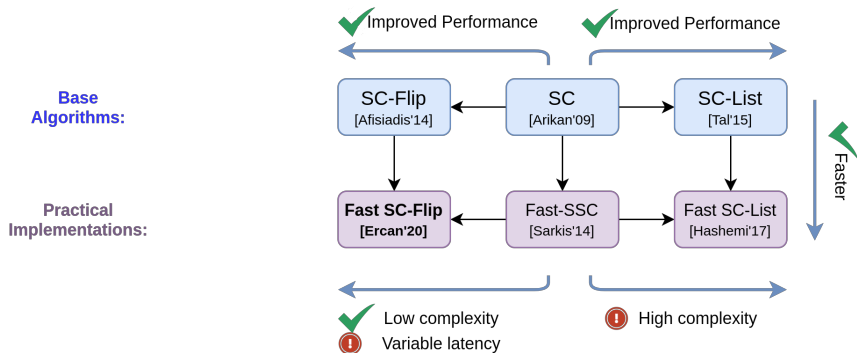 Improved Performance
Improved Performance
Base
Algorithms:
SC-Flip
[Afisiadis'14]
SC
[Arikan'09]
SC-List
[Tal'15]
Faster
Practical
Implementations:
Fast SC-Flip
[Ercan'20]
Fast-SSC
[Sarkis'14]
Fast SC-List
[Hashemi'17]
Low complexity
Variable latency
High complexity